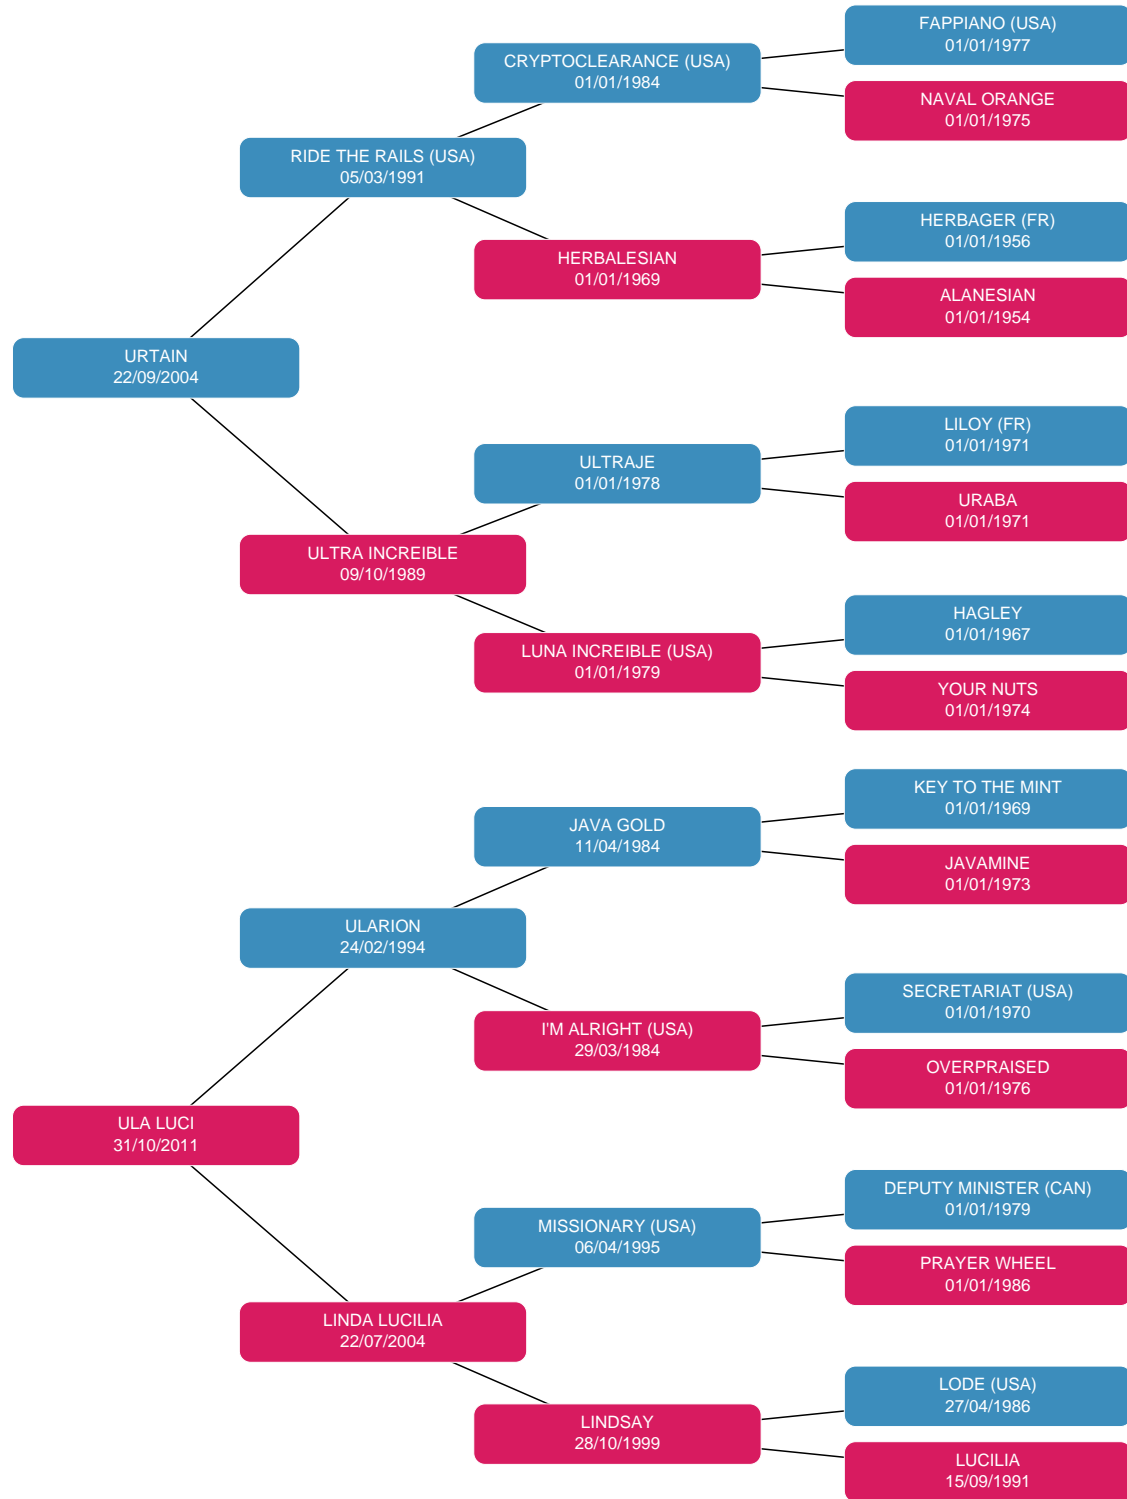 FAPPIANO (USA)
01/01/1977
CRYPTOCLEARANCE (USA)
01/01/1984
NAVAL ORANGE
01/01/1975
RIDE THE RAILS (USA)
05/03/1991
HERBAGER (FR)
01/01/1956
HERBALESIAN
01/01/1969
ALANESIAN
01/01/1954
URTAIN
22/09/2004
LILOY (FR)
01/01/1971
ULTRAJE
01/01/1978
URABA
01/01/1971
ULTRA INCREIBLE
09/10/1989
HAGLEY
01/01/1967
LUNA INCREIBLE (USA)
01/01/1979
YOUR NUTS
01/01/1974
KEY TO THE MINT
01/01/1969
JAVA GOLD
11/04/1984
JAVAMINE
01/01/1973
ULARION
24/02/1994
SECRETARIAT (USA)
01/01/1970
I'M ALRIGHT (USA)
29/03/1984
OVERPRAISED
01/01/1976
ULA LUCI
31/10/2011
DEPUTY MINISTER (CAN)
01/01/1979
MISSIONARY (USA)
06/04/1995
PRAYER WHEEL
01/01/1986
LINDA LUCILIA
22/07/2004
LODE (USA)
27/04/1986
LINDSAY
28/10/1999
LUCILIA
15/09/1991